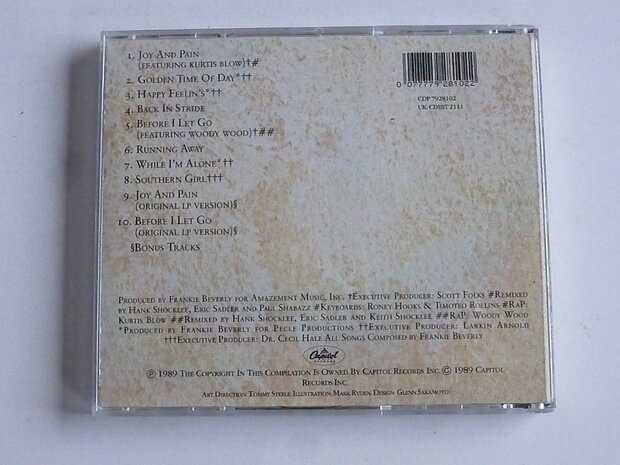 1. Joy And Pain
(featuring Kurtis Blow)†#
2. Golden Time Of Day*††
3. Happy Feelin's*††
4. Back In Stride
5. Before I Let Go
(featuring Woody Wood)†##
6. Running Away
7. While I'm Alone*††
8. Southern Girl†††
9. Joy And Pain
(original LP version)§
10. Before I Let Go
(original LP version)§
§Bonus Tracks
0 077779 281022
CDP 7928102
UK CDEST 2111
Produced by Frankie Beverly for Amazement Music, Inc. †Executive Producer: Scott Folks #Remixed
by Hank Shocklee, Eric Sadler and Paul Shabazz #Keyboards: Roney Hooks & Timoteo Rollins #Rap:
Kurtis Blow ##Remixed by Hank Shocklee, Eric Sadler and Keith Shocklee ##Rap: Woody Wood
*Produced by Frankie Beverly for Pecle Productions ††Executive Producer: Larkin Arnold
†††Executive Producer: Dr. Cecil Hale All Songs Composed by Frankie Beverly
Capitol
RECORDS
℗ 1989 The Copyright In This Compilation Is Owned By Capitol Records Inc. © 1989 Capitol
Records Inc.
Art Direction: Tommy Steele Illustration: Mark Ryden Design: Glenn Sakamoto